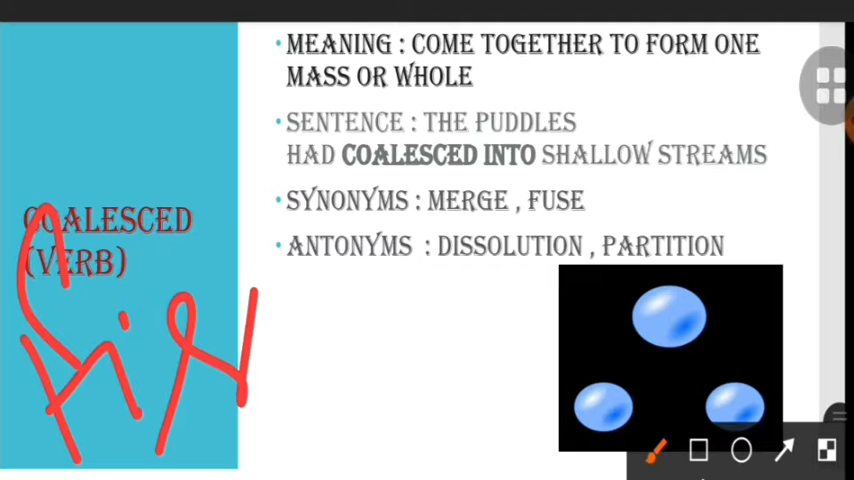 COALESCED
(VERB)
• MEANING : COME TOGETHER TO FORM ONE
MASS OR WHOLE
• SENTENCE : THE PUDDLES
HAD COALESCED INTO SHALLOW STREAMS
• SYNONYMS : MERGE , FUSE
• ANTONYMS : DISSOLUTION , PARTITION